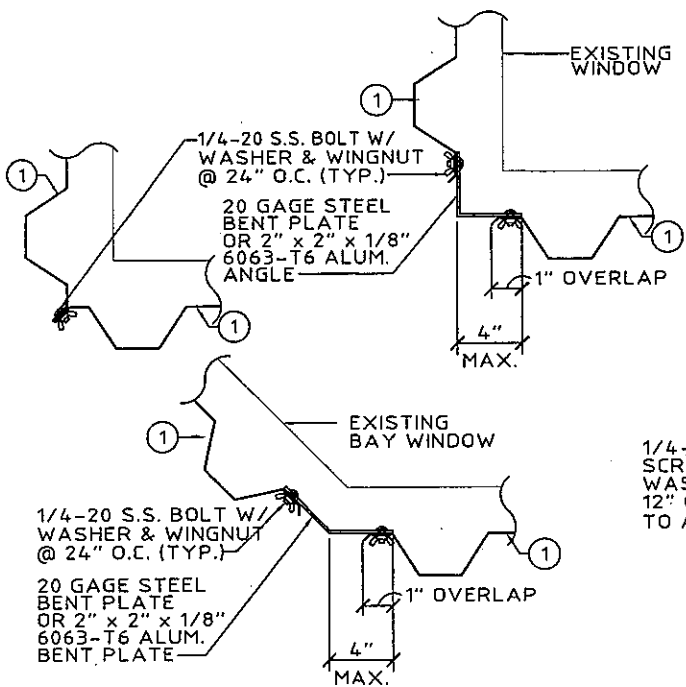 EXISTING
WINDOW
1
1/4-20 S.S. BOLT W/
WASHER & WINGNUT
@ 24" O.C. (TYP.)
1
20 GAGE STEEL
BENT PLATE
OR 2" x 2" x 1/8"
6063-T6 ALUM.
ANGLE
1
1" OVERLAP
1
4"
MAX.
EXISTING
BAY WINDOW
1
1/4-
SCR
WAS
12"
TO A
1/4-20 S.S. BOLT W/
WASHER & WINGNUT
@ 24" O.C. (TYP.)
1
20 GAGE STEEL
BENT PLATE
OR 2" x 2" x 1/8"
6063-T6 ALUM.
BENT PLATE
1" OVERLAP
4"
MAX.